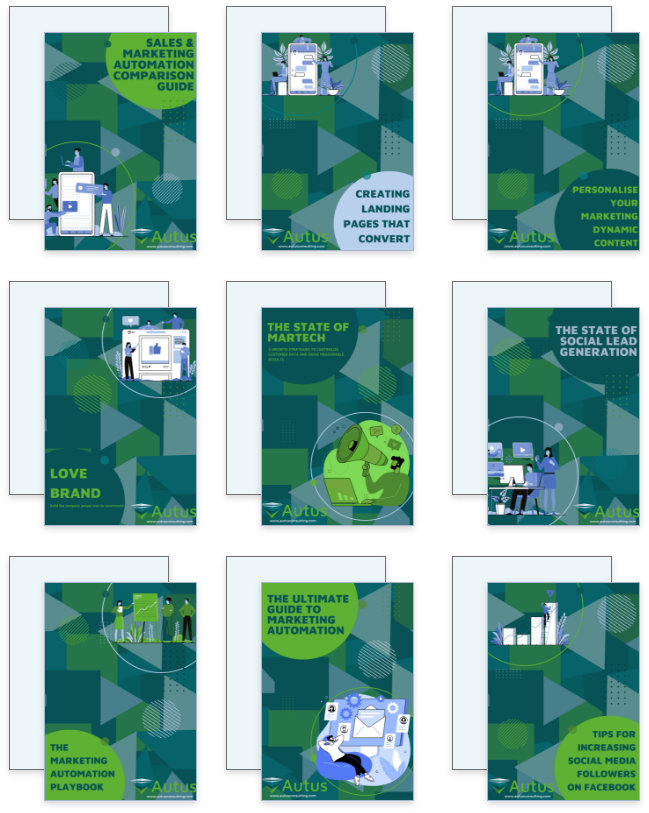 SALES &
MARKETING
AUTOMATION
COMPARISON
GUIDE
Autus
www.autusconsulting.com
CREATING
LANDING
PAGES THAT
CONVERT
Autus
www.autusconsulting.com
PERSONALISE
YOUR
MARKETING
DYNAMIC
CONTENT
Autus
www.autusconsulting.com
LOVE
BRAND
Build the company people love to recommend
Autus
www.autusconsulting.com
THE STATE OF
MARTECH
RESULTS
Autus
www.autusconsulting.com
THE STATE OF
SOCIAL LEAD
GENERATION
Autus
www.autusconsulting.com
THE
MARKETING
AUTOMATION
PLAYBOOK
Autus
www.autusconsulting.com
THE ULTIMATE
GUIDE TO
MARKETING
AUTOMATION
Autus
www.autusconsulting.com
TIPS FOR
INCREASING
SOCIAL MEDIA
FOLLOWERS
ON FACEBOOK
Autus
www.autusconsulting.com